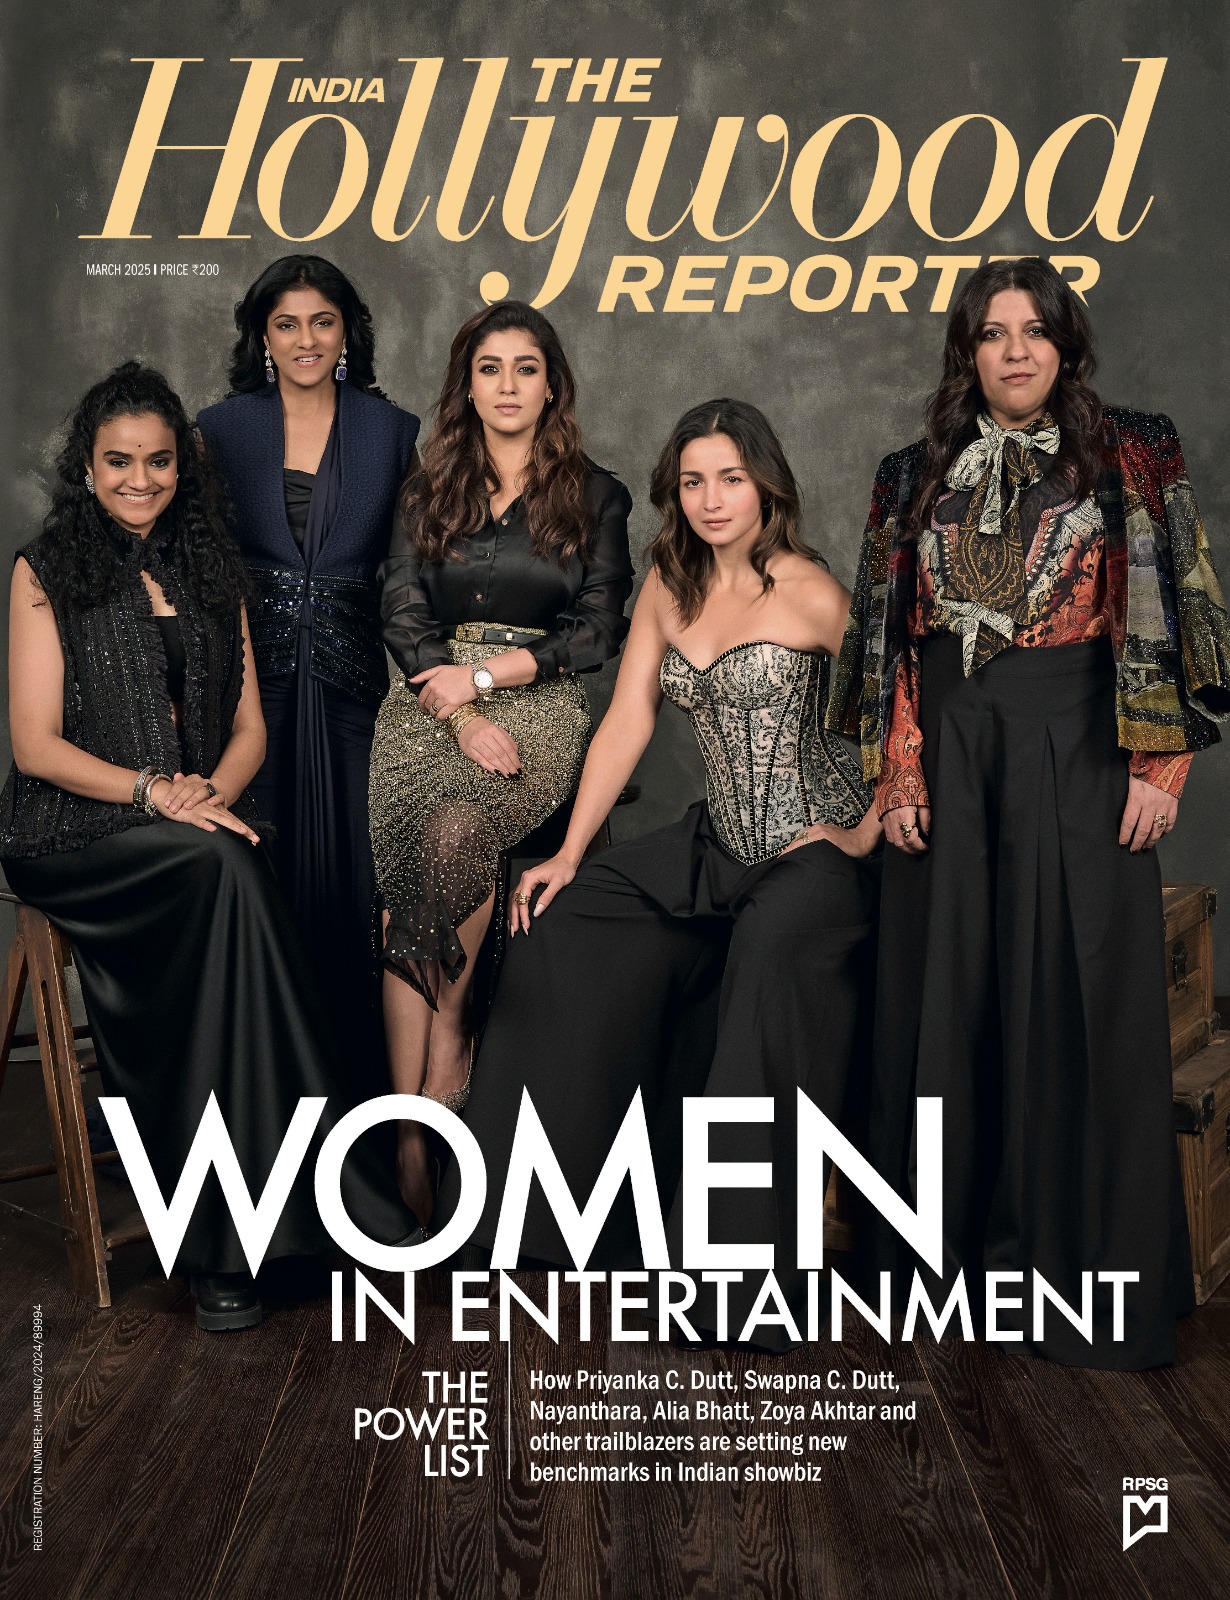 INDIA
THE
Hollywood
REPORTER
MARCH 2025 | PRICE ₹200
WOMEN
IN ENTERTAINMENT
THE
POWER
LIST
How Priyanka C. Dutt, Swapna C. Dutt,
Nayanthara, Alia Bhatt, Zoya Akhtar and
other trailblazers are setting new
benchmarks in Indian showbiz
REGISTRATION NUMBER: HARENG/2024/89994
RPSG